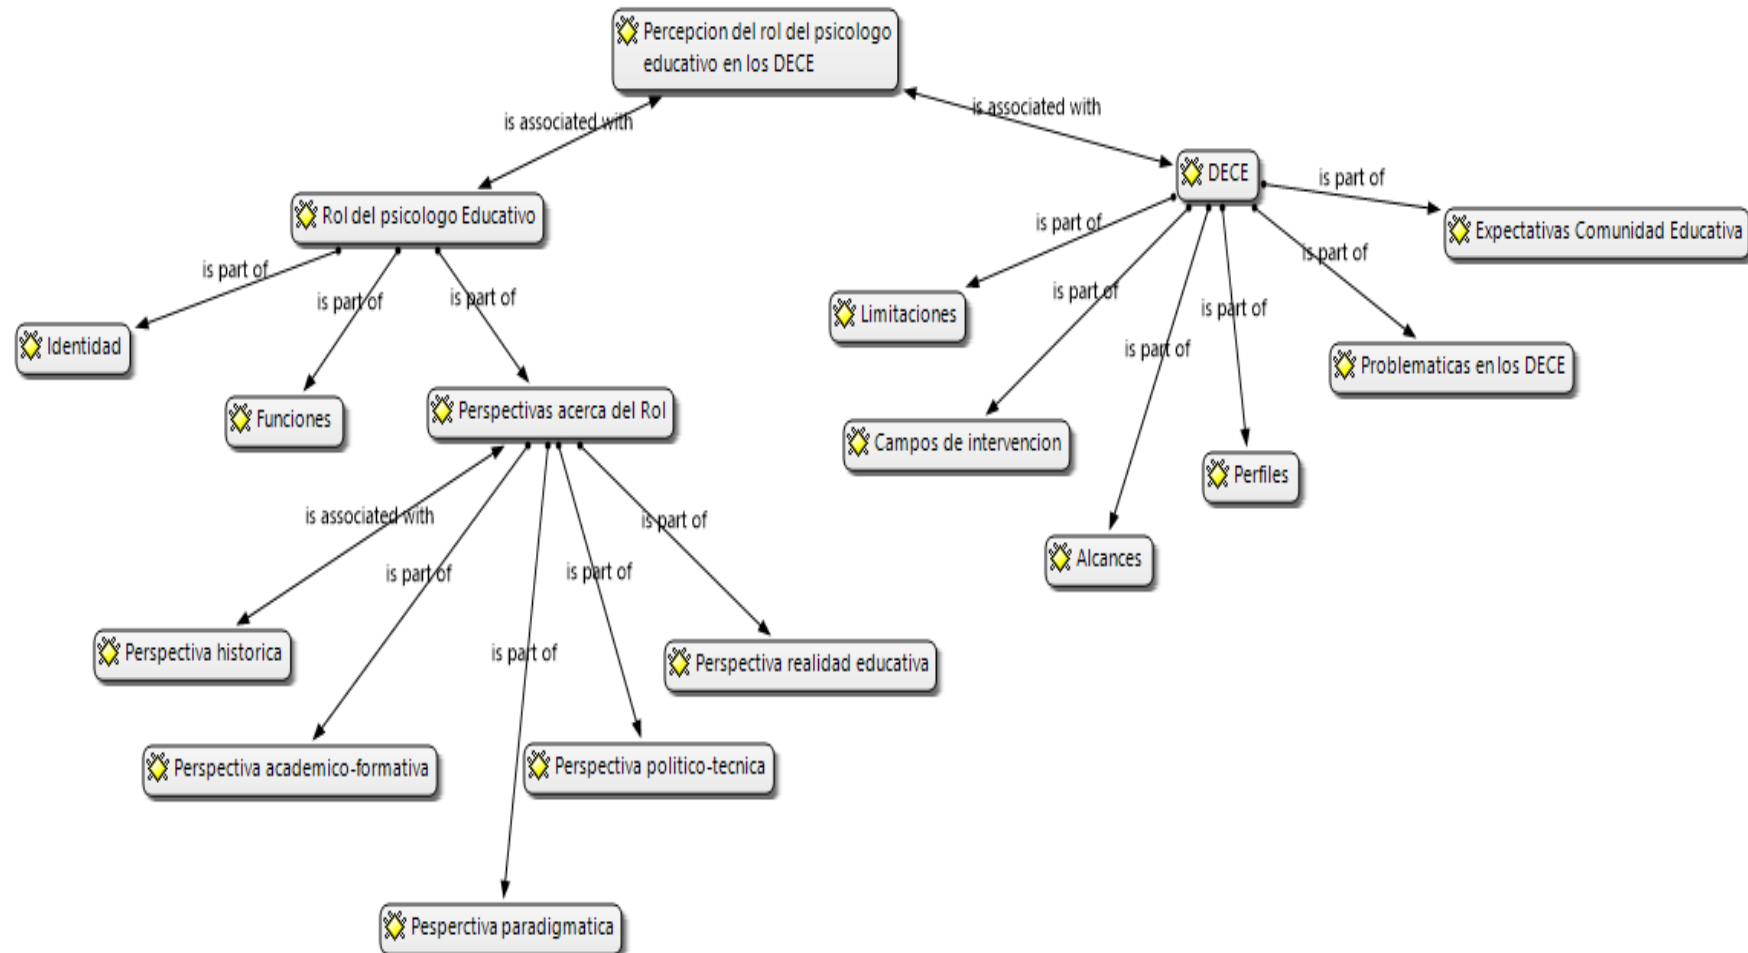 Percepcion del rol del psicologo
educativo en los DECE
is associated with
is associated with
DECE
is part of
Rol del psicologo Educativo
is part of
Expectativas Comunidad Educativa
is part of
is part of
is part of
is part of
is part of
is part of
Limitaciones
is part of
Identidad
is part of
Problematicas en los DECE
Funciones
Perspectivas acerca del Rol
Campos de intervencion
Perfiles
is associated with
is part of
Alcances
is part of
is part of
Perspectiva historica
is part of
Perspectiva realidad educativa
Perspectiva academico-formativa
Perspectiva politico-tecnica
Pesperctiva paradigmatica